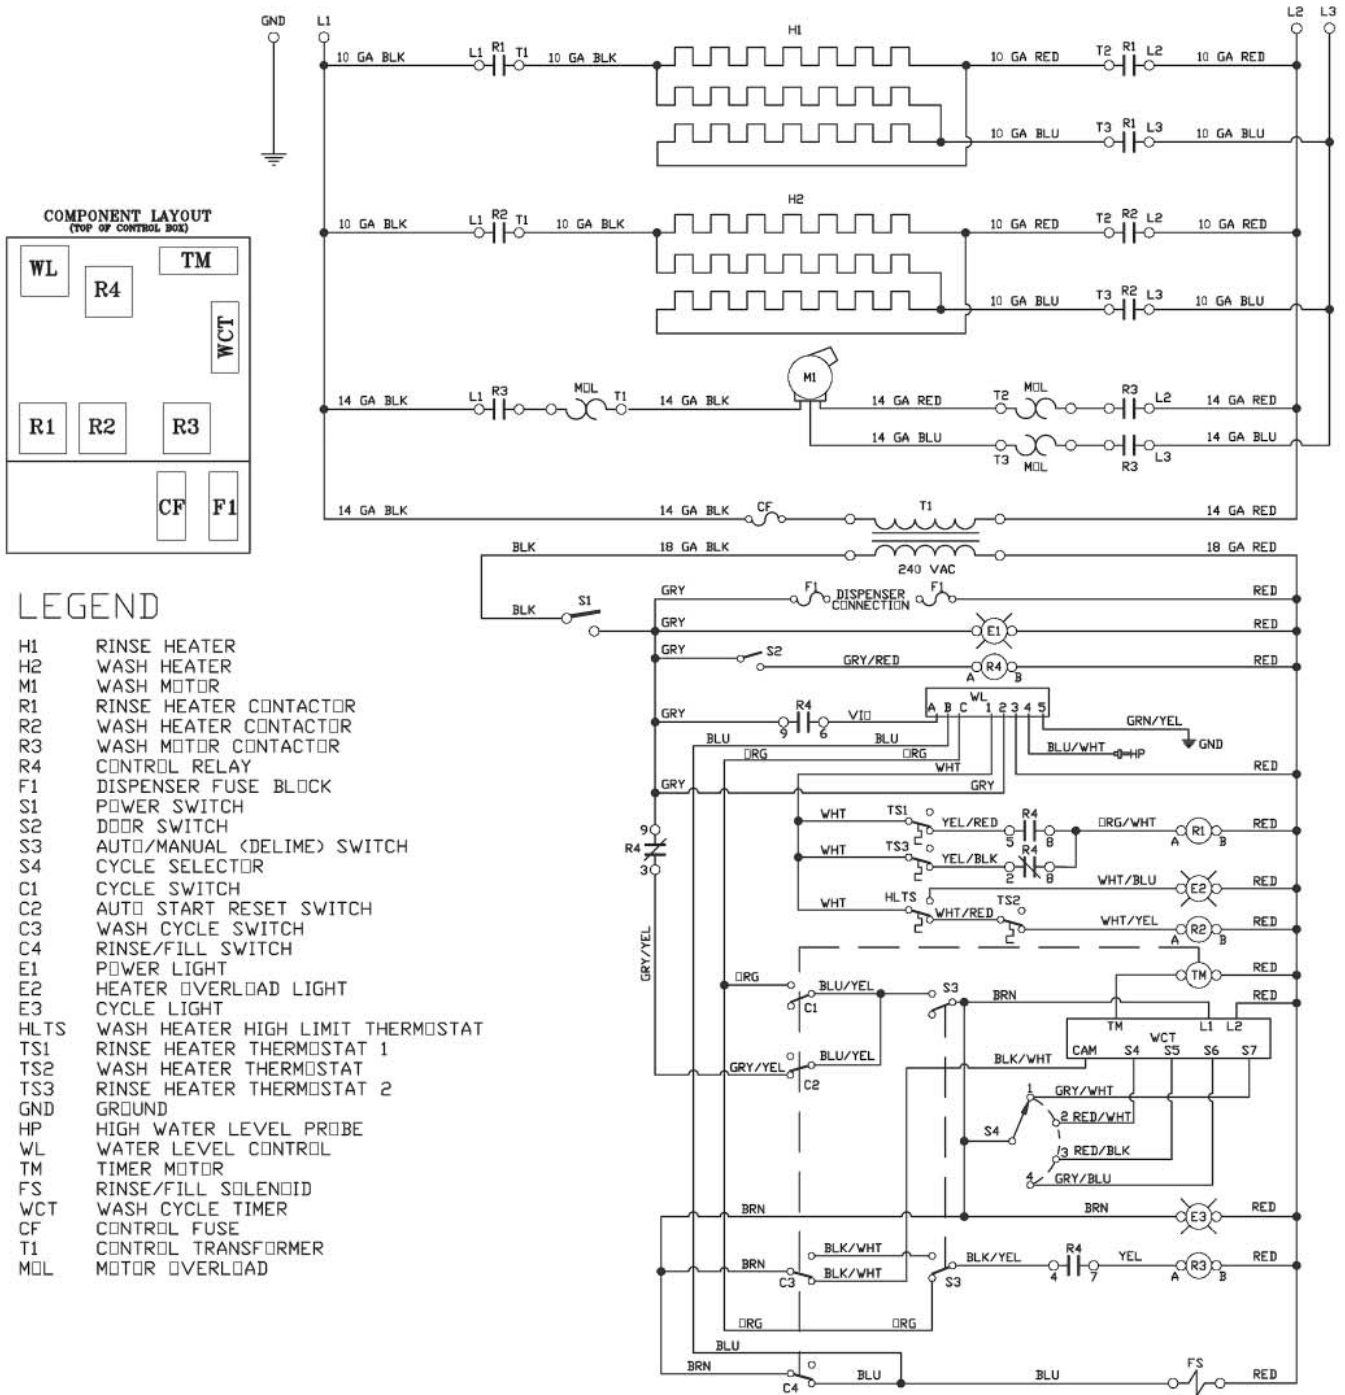 GND L1 L2 L3
H1
10 GA BLK L1 R1 T1 10 GA BLK 10 GA RED T2 R1 L2 10 GA RED
10 GA BLU T3 R1 L3 10 GA BLU
H2
10 GA BLK L1 R2 T1 10 GA BLK 10 GA RED T2 R2 L2 10 GA RED
10 GA BLU T3 R2 L3 10 GA BLU
M1
14 GA BLK L1 R3 MOL T1 14 GA BLK 14 GA RED T2 MOL R3 L2 14 GA RED
14 GA BLU T3 MOL R3 L3 14 GA BLU
14 GA BLK 14 GA BLK CF T1 14 GA RED
BLK 18 GA BLK 18 GA RED
240 VAC
COMPONENT LAYOUT
(TOP OF CONTROL BOX)
WL TM
R4
WCT
R1 R2 R3
CF F1
LEGEND
H1 RINSE HEATER
H2 WASH HEATER
M1 WASH MOTOR
R1 RINSE HEATER CONTACTOR
R2 WASH HEATER CONTACTOR
R3 WASH MOTOR CONTACTOR
R4 CONTROL RELAY
F1 DISPENSER FUSE BLOCK
S1 POWER SWITCH
S2 DOOR SWITCH
S3 AUTO/MANUAL (DELIME) SWITCH
S4 CYCLE SELECTOR
C1 CYCLE SWITCH
C2 AUTO START RESET SWITCH
C3 WASH CYCLE SWITCH
C4 RINSE/FILL SWITCH
E1 POWER LIGHT
E2 HEATER OVERLOAD LIGHT
E3 CYCLE LIGHT
HLTS WASH HEATER HIGH LIMIT THERMOSTAT
TS1 RINSE HEATER THERMOSTAT 1
TS2 WASH HEATER THERMOSTAT
TS3 RINSE HEATER THERMOSTAT 2
GND GROUND
HP HIGH WATER LEVEL PROBE
WL WATER LEVEL CONTROL
TM TIMER MOTOR
FS RINSE/FILL SOLENOID
WCT WASH CYCLE TIMER
CF CONTROL FUSE
T1 CONTROL TRANSFORMER
MOL MOTOR OVERLOAD
GRY F1 DISPENSER F1 RED
CONNECTION
BLK S1
GRY E1 RED
GRY S2 GRY/RED A R4 B RED
WL
A B C 1 2 3 4 5
GRY R4 9 6 VIO GRN/YEL
BLU BLU BLU/WHT HP GND
ORG ORG
WHT RED
GRY GRY
WHT TS1 YEL/RED R4 5 8 ORG/WHT A R1 B RED
9 R4 3
WHT TS3 YEL/BLK R4 2 8
WHT/BLU E2 RED
WHT HLTS WHT/RED TS2 WHT/YEL A R2 B RED
GRY/YEL
TM RED
ORG BLU/YEL C1 S3 BRN RED
TM L1 L2
WCT
CAM S4 S5 S6 S7
GRY/YEL BLU/YEL C2 BLK/WHT
1 GRY/WHT
2 RED/WHT
S4
3 RED/BLK
4 GRY/BLU
BRN BRN E3 RED
BLK/WHT
BRN C3 BLK/WHT S3 BLK/YEL R4 4 7 YEL A R3 B RED
ORG ORG
BLU
BRN C4 BLU BLU FS RED